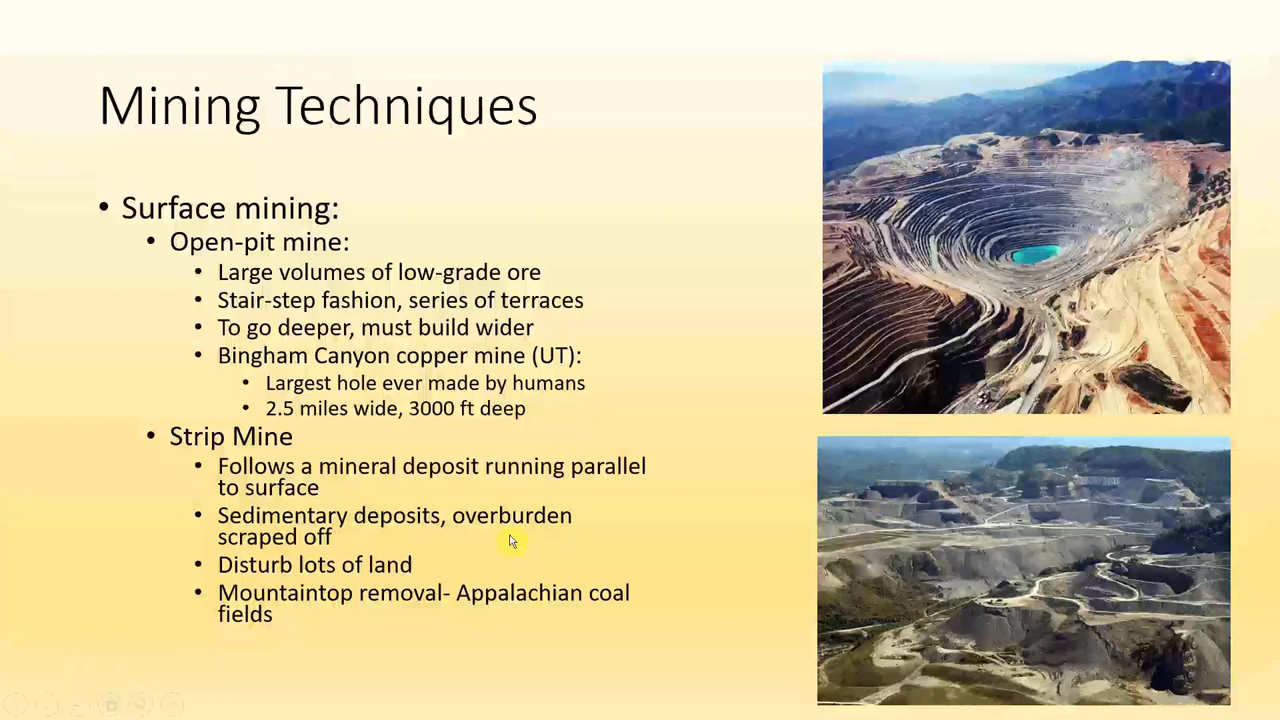 Mining Techniques
• Surface mining:
• Open-pit mine:
• Large volumes of low-grade ore
• Stair-step fashion, series of terraces
• To go deeper, must build wider
• Bingham Canyon copper mine (UT):
• Largest hole ever made by humans
• 2.5 miles wide, 3000 ft deep
• Strip Mine
• Follows a mineral deposit running parallel
to surface
• Sedimentary deposits, overburden
scraped off
• Disturb lots of land
• Mountaintop removal- Appalachian coal
fields